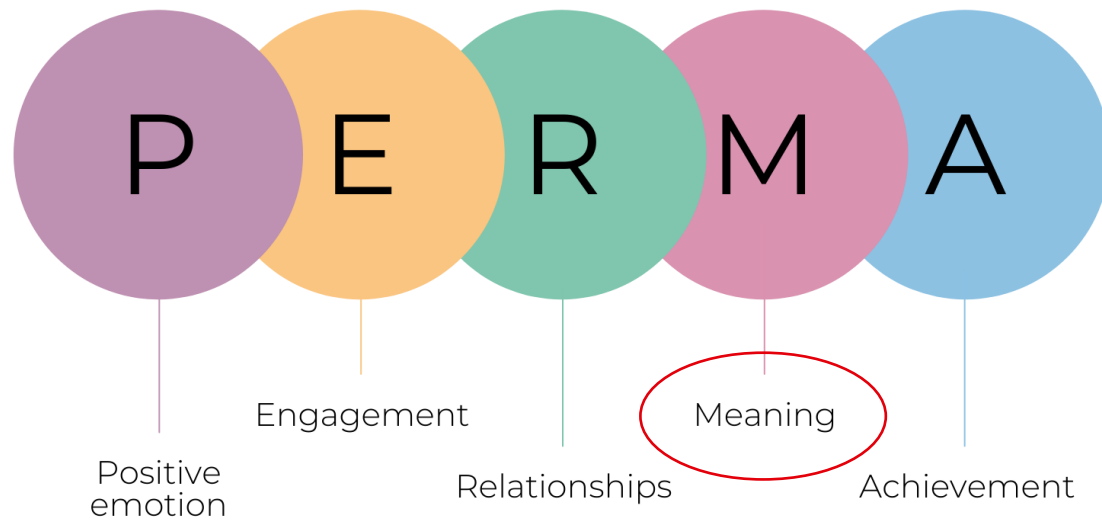 P E R M A
Engagement
Meaning
Positive
emotion
Relationships
Achievement